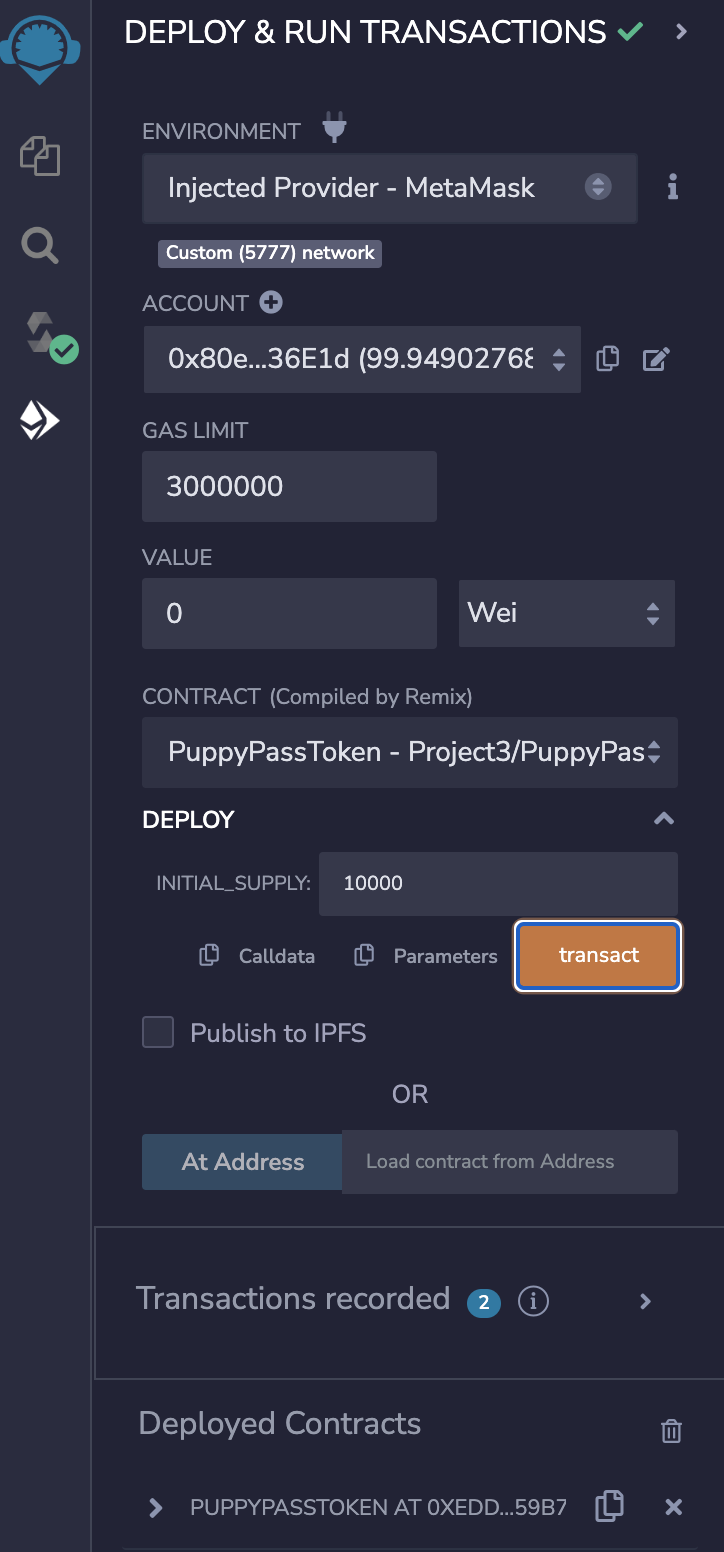 DEPLOY & RUN TRANSACTIONS
ENVIRONMENT
Injected Provider - MetaMask
Custom (5777) network
ACCOUNT
0x80e...36E1d (99.94902768
GAS LIMIT
3000000
VALUE
0 Wei
CONTRACT (Compiled by Remix)
PuppyPassToken - Project3/PuppyPas
DEPLOY
INITIAL_SUPPLY: 10000
Calldata Parameters transact
Publish to IPFS
OR
At Address Load contract from Address
Transactions recorded 2
Deployed Contracts
PUPPYPASSTOKEN AT 0XEDD...59B7